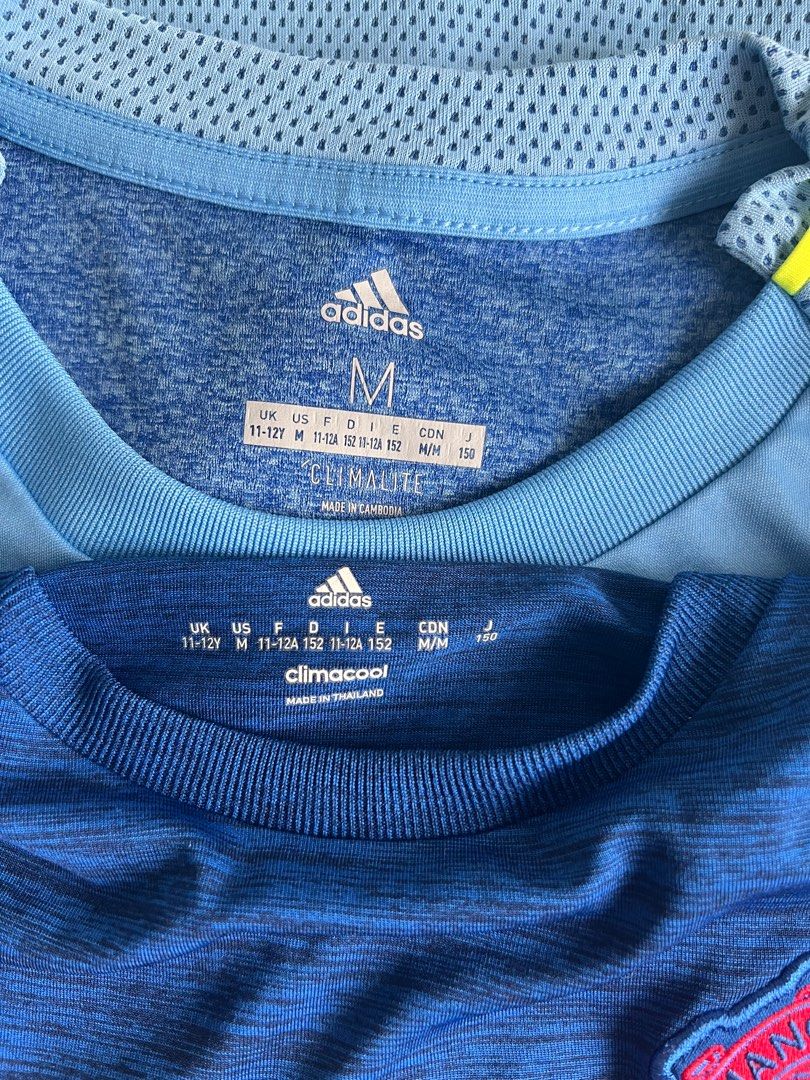 adidas
M
UK US F D I E CDN J
11-12Y M 11-12A 152 11-12A 152 M/M 150
CLIMALITE
MADE IN CAMBODIA
adidas
UK US F D I E CDN J
11-12Y M 11-12A 152 11-12A 152 M/M 150
climacool
MADE IN THAILAND